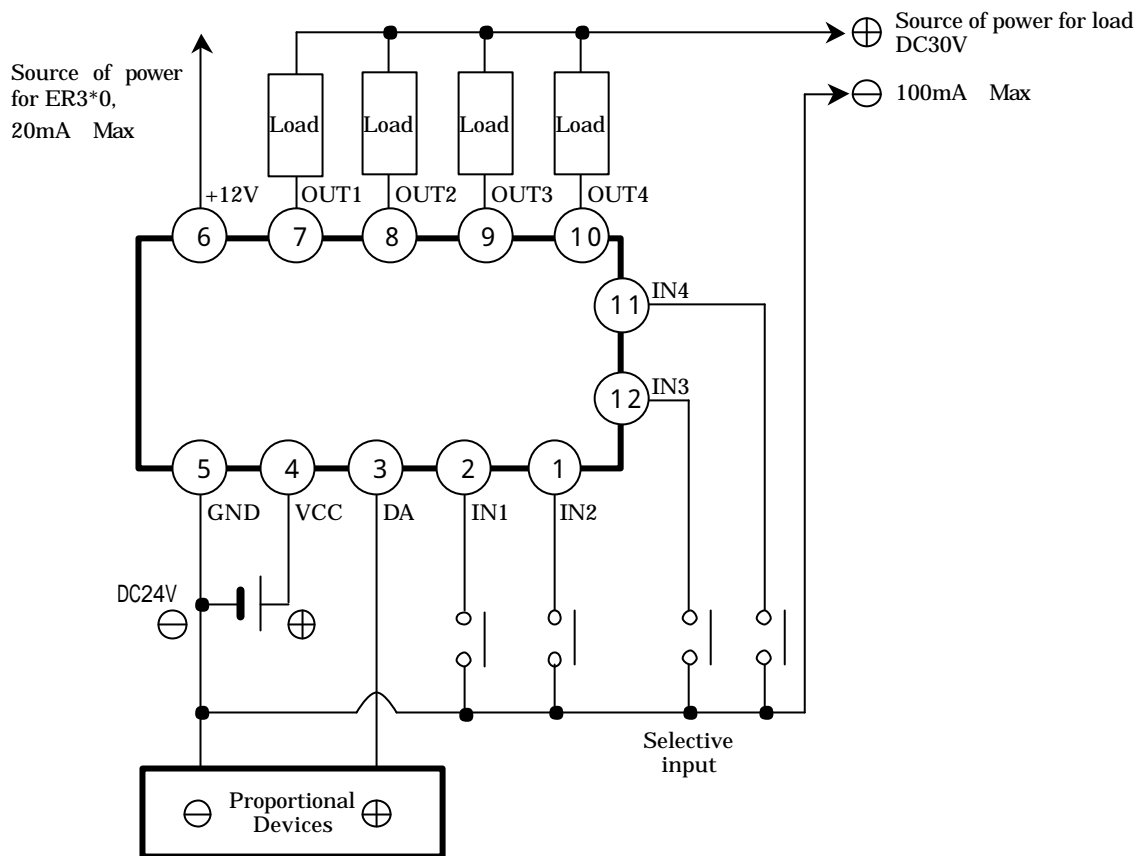 Source of power for load
DC30V
100mA Max
Source of power
for ER3*0,
20mA Max
Load
Load
Load
Load
+12V
OUT1
OUT2
OUT3
OUT4
6
7
8
9
10
11
IN4
12
IN3
5
4
3
2
1
GND
VCC
DA
IN1
IN2
DC24V
Selective
input
Proportional
Devices